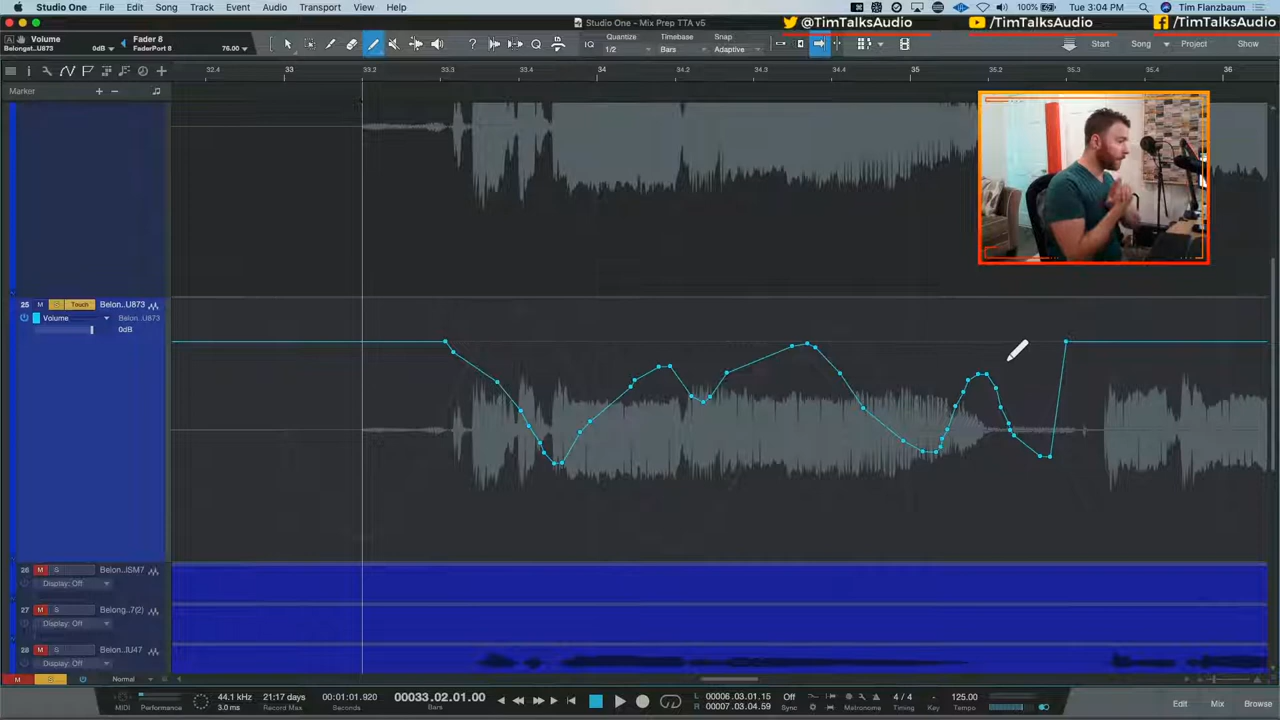 Studio One File Edit Song Track Event Audio Transport View Help Tue 3:04 PM Tim Flanzbaum
Studio One - Mix Prep TTA v5
@TimTalksAudio /TimTalksAudio /TimTalksAudio
Volume 0dB Fader 8 76.00
Belongst..U873 FaderPort 8
IQ Quantize 1/2 Timebase Bars Snap Adaptive
Start Song Project Show
32.4 33 33.2 33.3 33.4 34 34.2 34.3 34.4 35 35.2 35.3 35.4 36
Marker
25 M S Touch Belon..U873
Volume Belon..U873
0dB
26 M S Belon..ISM7
Display: Off
27 M S Belong..7(2)
Display: Off
28 M S Belon..IU47
Display: Off
M S Normal
MIDI Performance
44.1 kHz
3.0 ms
21:17 days
00:01:01.920
00033.02.01.00
Bars
L 00006.03.01.15
R 00007.03.04.59
Off
Sync
Metronome
4 / 4
Timing Key
125.00
Tempo
Edit Mix Browse